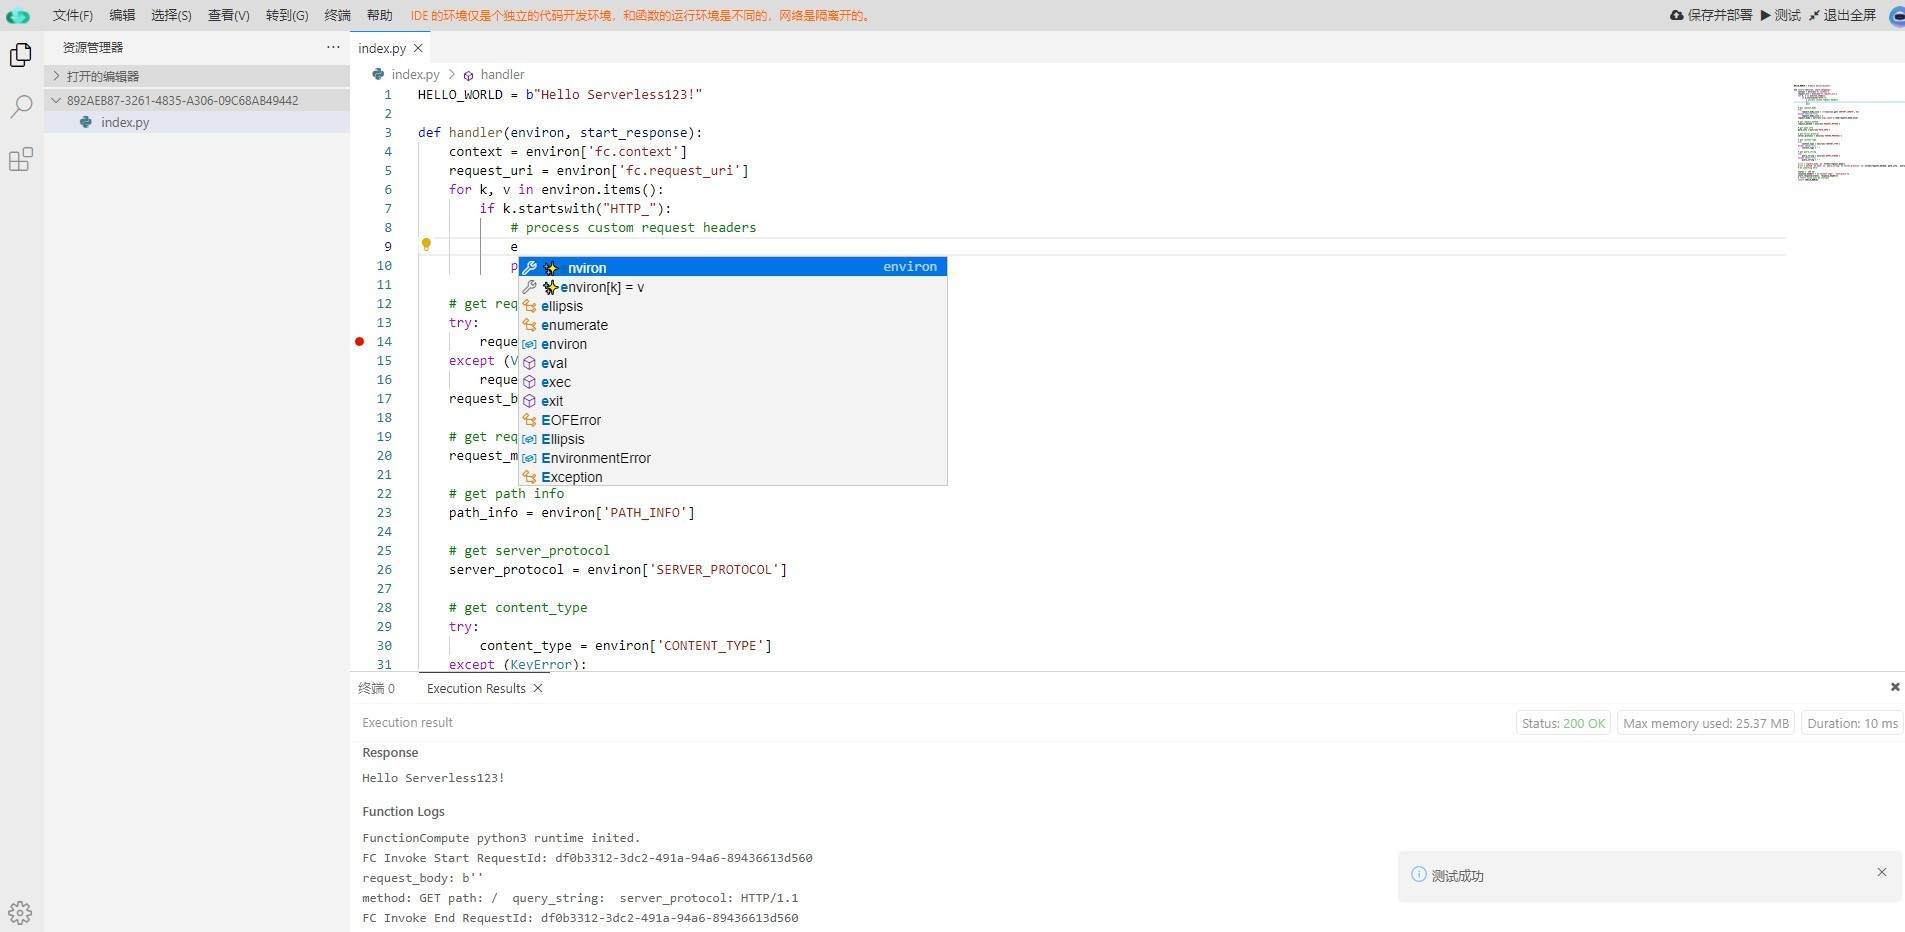 文件(F) 编辑 选择(S) 查看(V) 转到(G) 终端 帮助 IDE 的环境仅是个独立的代码开发环境，和函数的运行环境是不同的，网络是隔离开的。 保存并部署 测试 退出全屏
资源管理器 ···
打开的编辑器
892AEB87-3261-4835-A306-09C68AB49442
index.py
index.py
index.py > handler
1 HELLO_WORLD = b"Hello Serverless123!"
2
3 def handler(environ, start_response):
4 context = environ['fc.context']
5 request_uri = environ['fc.request_uri']
6 for k, v in environ.items():
7 if k.startswith("HTTP_"):
8 # process custom request headers
9 e
10 p
11
12 # get req
13 try:
14 reque
15 except (V
16 reque
17 request_b
18
19 # get req
20 request_m
21
22 # get path info
23 path_info = environ['PATH_INFO']
24
25 # get server_protocol
26 server_protocol = environ['SERVER_PROTOCOL']
27
28 # get content_type
29 try:
30 content_type = environ['CONTENT_TYPE']
31 except (KeyError):
nviron environ
environ[k] = v
ellipsis
enumerate
environ
eval
exec
exit
EOFError
Ellipsis
EnvironmentError
Exception
终端 0 Execution Results
Execution result Status: 200 OK Max memory used: 25.37 MB Duration: 10 ms
Response
Hello Serverless123!
Function Logs
FunctionCompute python3 runtime inited.
FC Invoke Start RequestId: df0b3312-3dc2-491a-94a6-89436613d560
request_body: b''
method: GET path: / query_string: server_protocol: HTTP/1.1
FC Invoke End RequestId: df0b3312-3dc2-491a-94a6-89436613d560
测试成功